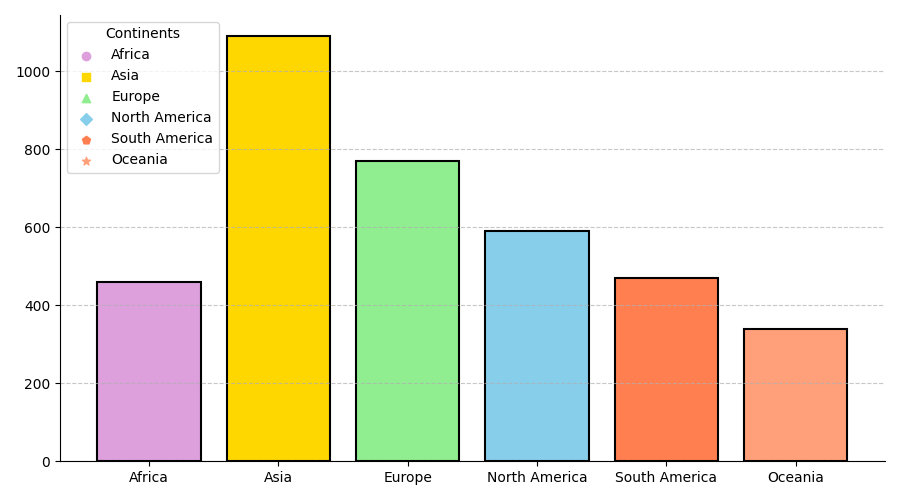 Continents
Africa
Asia
Europe
North America
South America
Oceania
1000
800
600
400
200
0
Africa Asia Europe North America South America Oceania